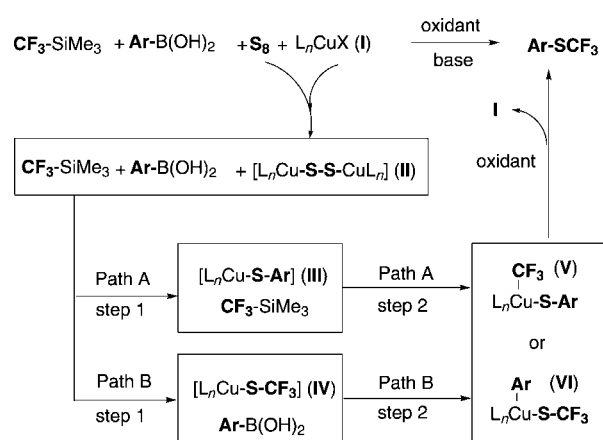 CF3-SiMe3 + Ar-B(OH)2 + S8 + LnCuX (I) oxidant base Ar-SCF3
I
oxidant
CF3-SiMe3 + Ar-B(OH)2 + [LnCu-S-S-CuLn] (II)
Path A
step 1
[LnCu-S-Ar] (III)
CF3-SiMe3
Path A
step 2
CF3 (V)
LnCu-S-Ar
or
Path B
step 1
[LnCu-S-CF3] (IV)
Ar-B(OH)2
Path B
step 2
Ar (VI)
LnCu-S-CF3